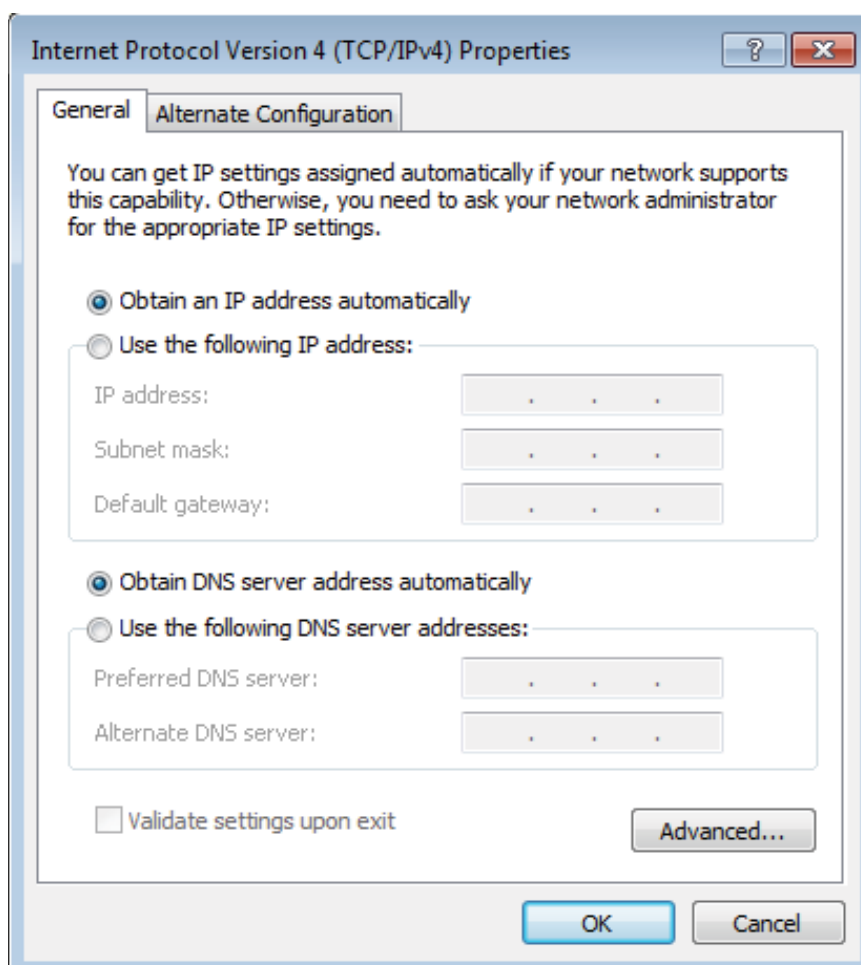 Internet Protocol Version 4 (TCP/IPv4) Properties
?
General
Alternate Configuration
You can get IP settings assigned automatically if your network supports
this capability. Otherwise, you need to ask your network administrator
for the appropriate IP settings.
Obtain an IP address automatically
Use the following IP address:
IP address:
Subnet mask:
Default gateway:
Obtain DNS server address automatically
Use the following DNS server addresses:
Preferred DNS server:
Alternate DNS server:
Validate settings upon exit
Advanced...
OK
Cancel